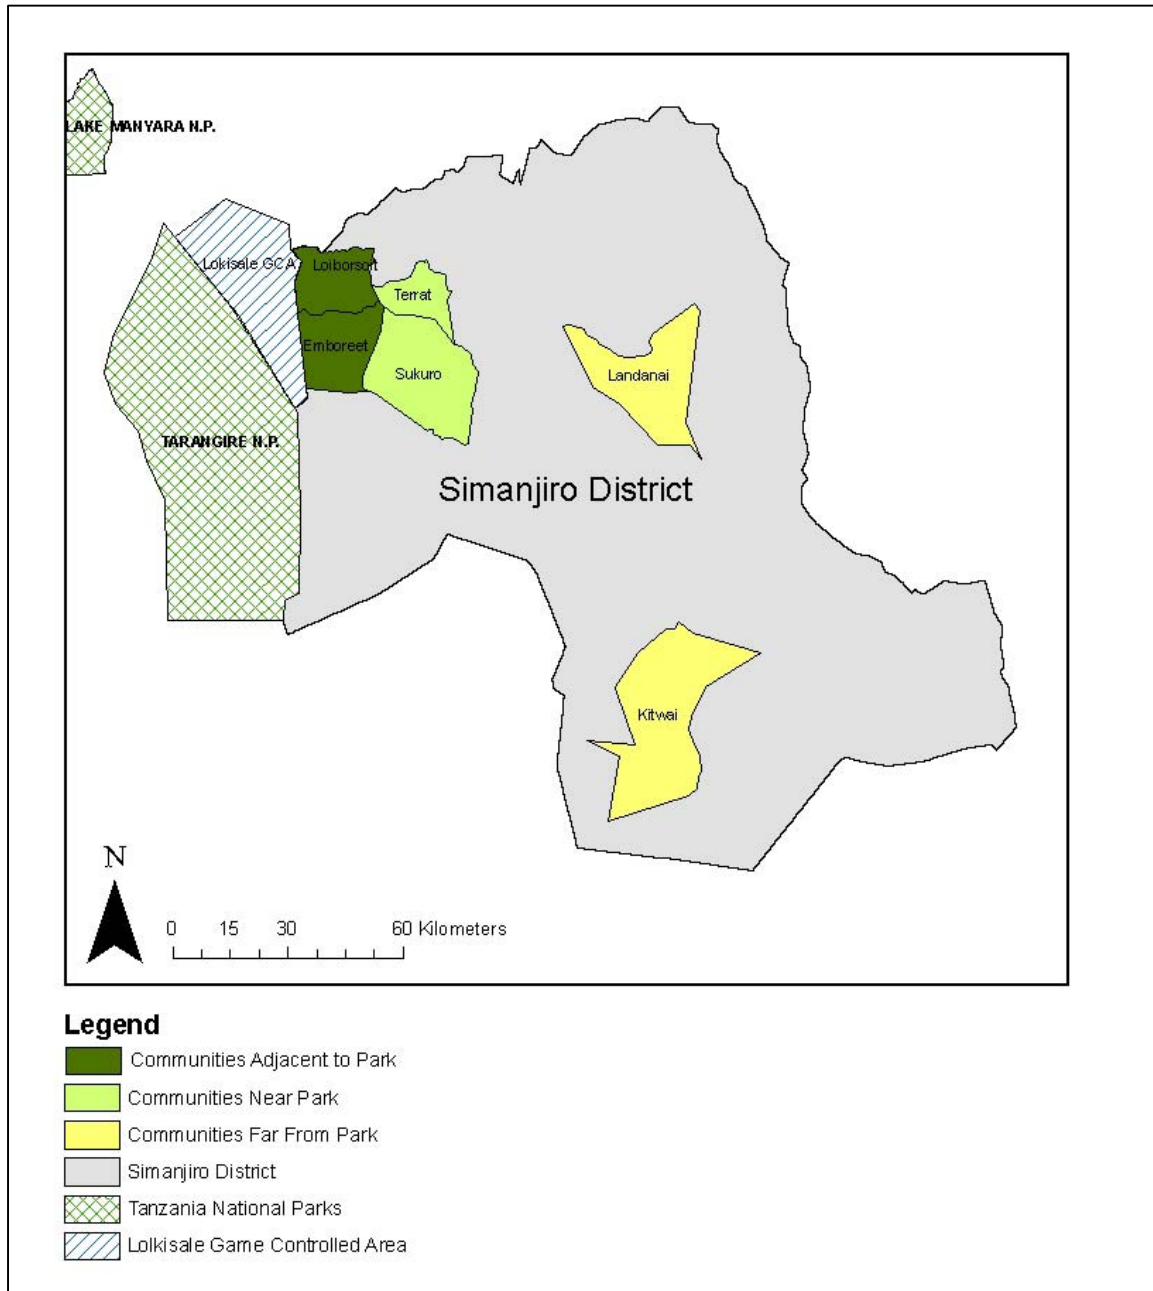 LAKE MANYARA N.P.
Lokisale GCA
Loiborsoit
Terrat
Emboreet
Sukuro
Landanai
TARANGIRE N.P.
Simanjiro District
Kitwai
N
0 15 30 60 Kilometers
Legend
Communities Adjacent to Park
Communities Near Park
Communities Far From Park
Simanjiro District
Tanzania National Parks
Lolkisale Game Controlled Area